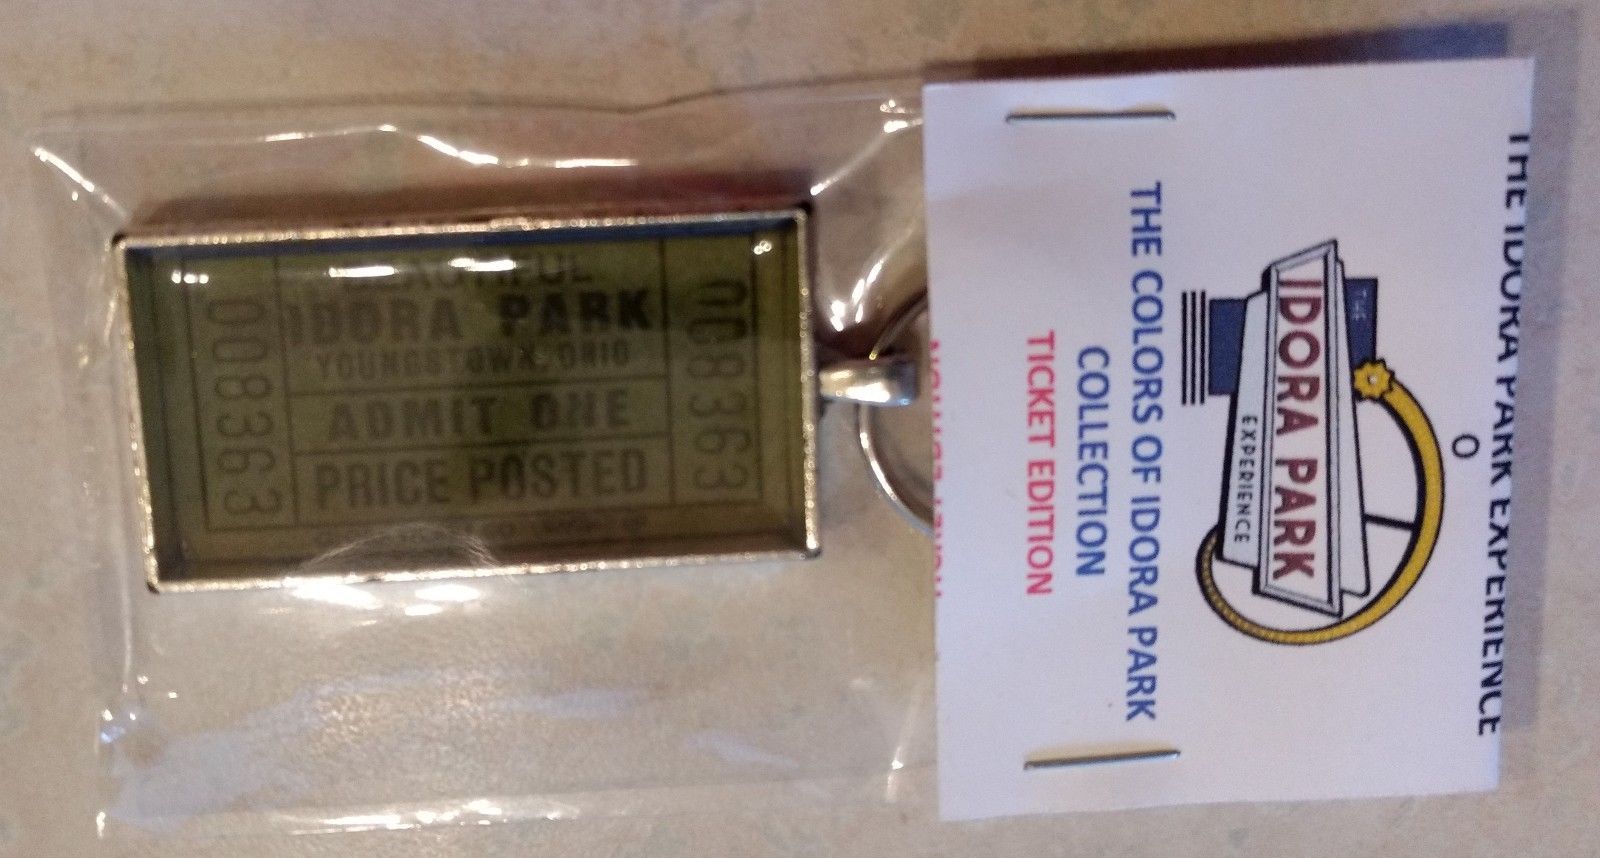 BEAUTIFUL
IDORA PARK
YOUNGSTOWN, OHIO
ADMIT ONE
PRICE POSTED
008363
008363
THE IDORA PARK EXPERIENCE
THE
IDORA PARK
EXPERIENCE
THE COLORS OF IDORA PARK
COLLECTION
TICKET EDITION